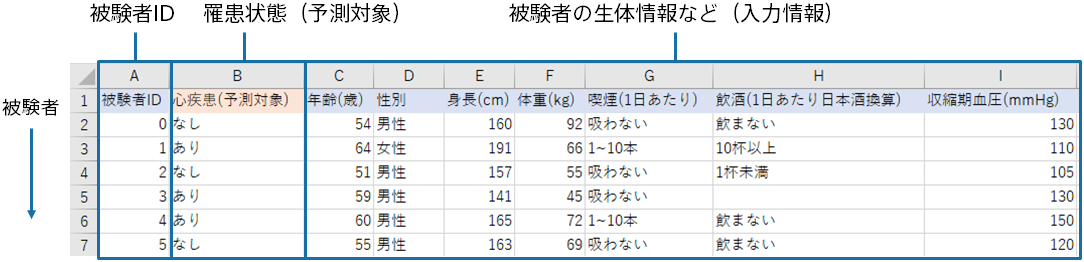 被験者ID 罹患状態（予測対象） 被験者の生体情報など（入力情報）
A B C D E F G H I
被験者
1 被験者ID 心疾患(予測対象) 年齢(歳) 性別 身長(cm) 体重(kg) 喫煙(1日あたり) 飲酒(1日あたり日本酒換算) 収縮期血圧(mmHg)
2 0 なし 54 男性 160 92 吸わない 飲まない 130
3 1 あり 64 女性 191 66 1~10本 10杯以上 110
4 2 なし 51 男性 157 55 吸わない 1杯未満 105
5 3 あり 59 男性 141 45 吸わない 130
6 4 あり 60 男性 165 72 1~10本 飲まない 150
7 5 なし 55 男性 163 69 吸わない 飲まない 120